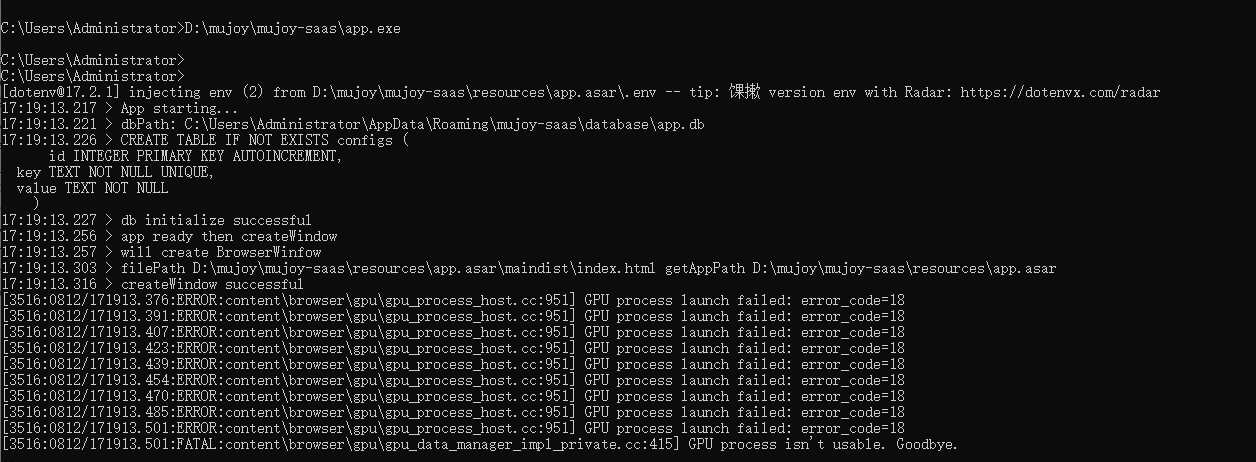 C:\Users\Administrator>D:\mujoy\mujoy-saas\app.exe
C:\Users\Administrator>
C:\Users\Administrator>
[dotenv@17.2.1] injecting env (2) from D:\mujoy\mujoy-saas\resources\app.asar\.env -- tip: 馃摗 version env with Radar: https://dotenvx.com/radar
17:19:13.217 > App starting...
17:19:13.221 > dbPath: C:\Users\Administrator\AppData\Roaming\mujoy-saas\database\app.db
17:19:13.226 > CREATE TABLE IF NOT EXISTS configs (
id INTEGER PRIMARY KEY AUTOINCREMENT,
key TEXT NOT NULL UNIQUE,
value TEXT NOT NULL
)
17:19:13.227 > db initialize successful
17:19:13.256 > app ready then createWindow
17:19:13.257 > will create BrowserWinfow
17:19:13.303 > filePath D:\mujoy\mujoy-saas\resources\app.asar\maindist\index.html getAppPath D:\mujoy\mujoy-saas\resources\app.asar
17:19:13.316 > createWindow successful
[3516:0812/171913.376:ERROR:content\browser\gpu\gpu_process_host.cc:951] GPU process launch failed: error_code=18
[3516:0812/171913.391:ERROR:content\browser\gpu\gpu_process_host.cc:951] GPU process launch failed: error_code=18
[3516:0812/171913.407:ERROR:content\browser\gpu\gpu_process_host.cc:951] GPU process launch failed: error_code=18
[3516:0812/171913.423:ERROR:content\browser\gpu\gpu_process_host.cc:951] GPU process launch failed: error_code=18
[3516:0812/171913.439:ERROR:content\browser\gpu\gpu_process_host.cc:951] GPU process launch failed: error_code=18
[3516:0812/171913.454:ERROR:content\browser\gpu\gpu_process_host.cc:951] GPU process launch failed: error_code=18
[3516:0812/171913.470:ERROR:content\browser\gpu\gpu_process_host.cc:951] GPU process launch failed: error_code=18
[3516:0812/171913.485:ERROR:content\browser\gpu\gpu_process_host.cc:951] GPU process launch failed: error_code=18
[3516:0812/171913.501:ERROR:content\browser\gpu\gpu_process_host.cc:951] GPU process launch failed: error_code=18
[3516:0812/171913.501:FATAL:content\browser\gpu\gpu_data_manager_impl_private.cc:415] GPU process isn't usable. Goodbye.